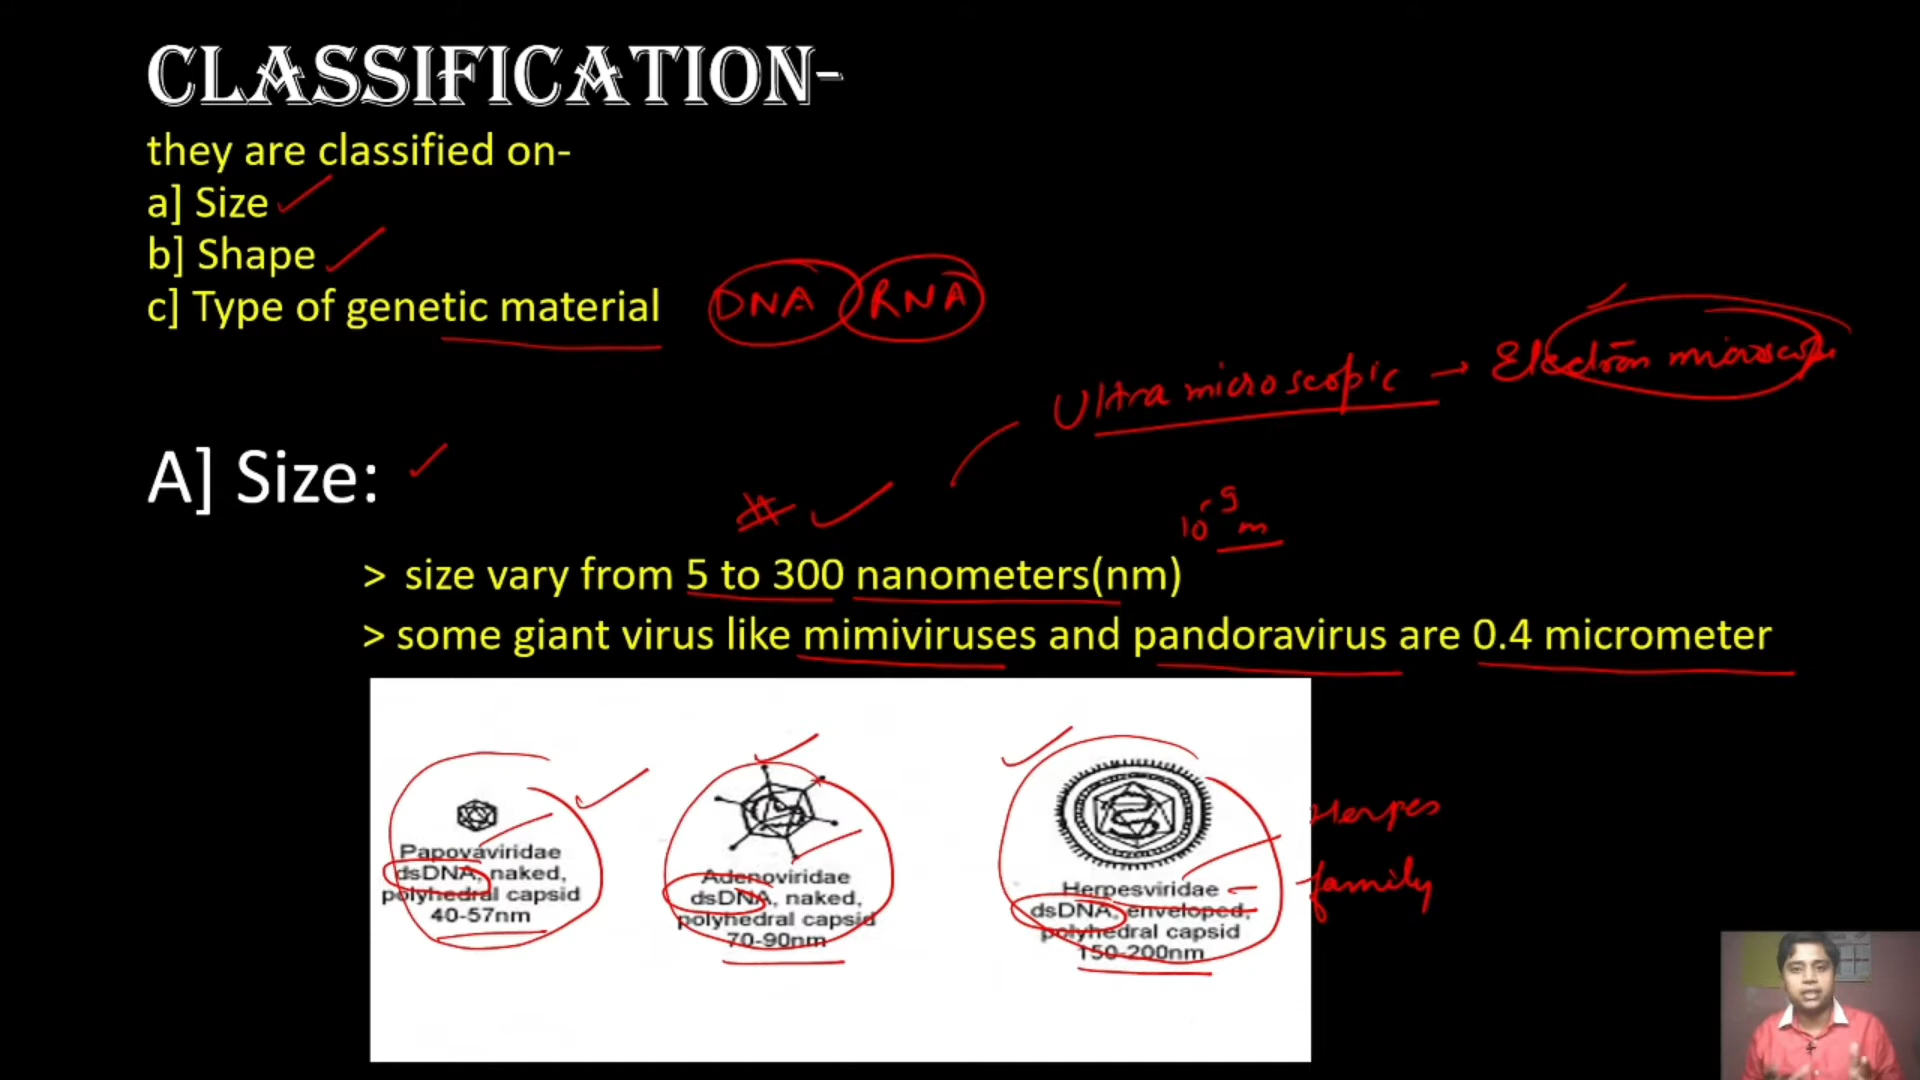 CLASSIFICATION-
they are classified on-
a] Size
b] Shape
c] Type of genetic material DNA RNA
Ultramicroscopic → Electron microscope
A] Size:
10⁻⁹ m
> size vary from 5 to 300 nanometers(nm)
> some giant virus like mimiviruses and pandoravirus are 0.4 micrometer
Papovaviridae
dsDNA, naked,
polyhedral capsid
40-57nm
Adenoviridae
dsDNA, naked,
polyhedral capsid
70-90nm
Herpesviridae
dsDNA, enveloped,
polyhedral capsid
150-200nm
Herpes
family